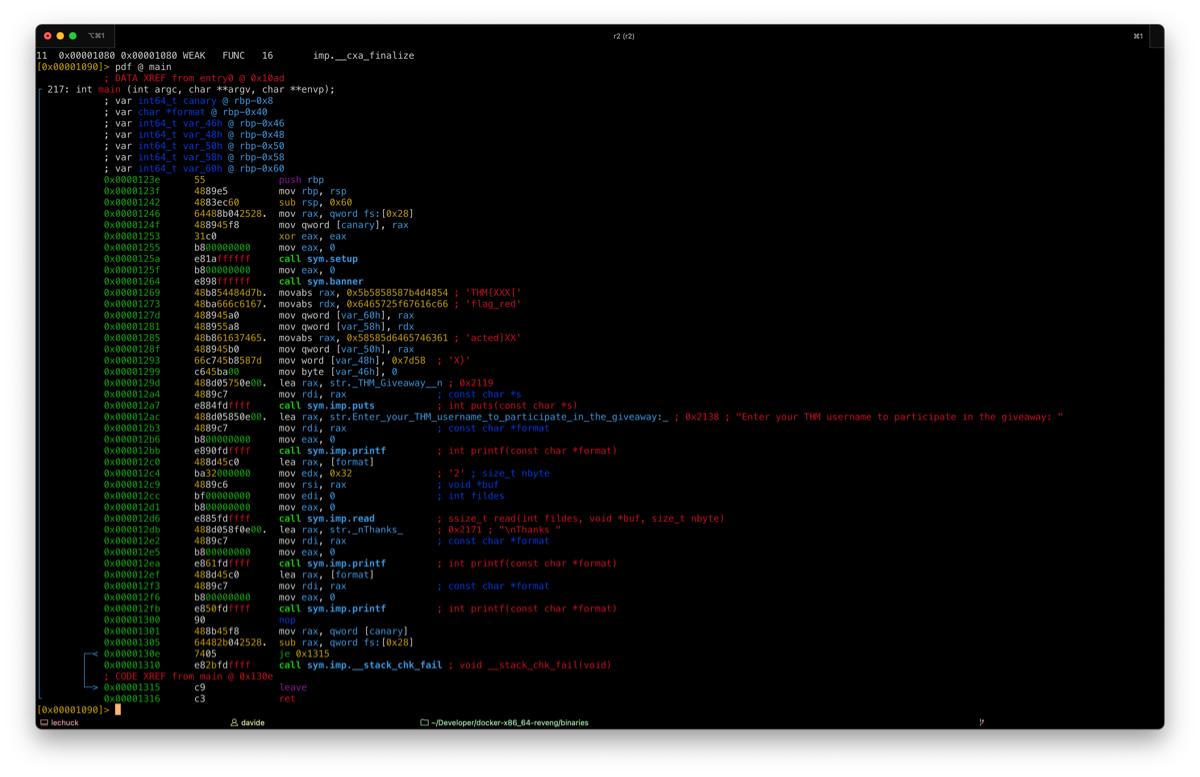 ⌥⌘1 r2 (r2) ⌘1
11 0x00001080 0x00001080 WEAK FUNC 16 imp.__cxa_finalize
[0x00001090]> pdf @ main
; DATA XREF from entry0 @ 0x10ad
217: int main (int argc, char **argv, char **envp);
; var int64_t canary @ rbp-0x8
; var char *format @ rbp-0x40
; var int64_t var_46h @ rbp-0x46
; var int64_t var_48h @ rbp-0x48
; var int64_t var_50h @ rbp-0x50
; var int64_t var_58h @ rbp-0x58
; var int64_t var_60h @ rbp-0x60
0x0000123e 55 push rbp
0x0000123f 4889e5 mov rbp, rsp
0x00001242 4883ec60 sub rsp, 0x60
0x00001246 64488b042528. mov rax, qword fs:[0x28]
0x0000124f 488945f8 mov qword [canary], rax
0x00001253 31c0 xor eax, eax
0x00001255 b800000000 mov eax, 0
0x0000125a e81affffff call sym.setup
0x0000125f b800000000 mov eax, 0
0x00001264 e898ffffff call sym.banner
0x00001269 48b854484d7b. movabs rax, 0x5b5858587b4d4854 ; 'THM{XXX['
0x00001273 48ba666c6167. movabs rdx, 0x6465725f67616c66 ; 'flag_red'
0x0000127d 488945a0 mov qword [var_60h], rax
0x00001281 488955a8 mov qword [var_58h], rdx
0x00001285 48b861637465. movabs rax, 0x58585d6465746361 ; 'acted]XX'
0x0000128f 488945b0 mov qword [var_50h], rax
0x00001293 66c745b8587d mov word [var_48h], 0x7d58 ; 'X}'
0x00001299 c645ba00 mov byte [var_46h], 0
0x0000129d 488d05750e00. lea rax, str._THM_Giveaway__n ; 0x2119
0x000012a4 4889c7 mov rdi, rax ; const char *s
0x000012a7 e884fdffff call sym.imp.puts ; int puts(const char *s)
0x000012ac 488d05850e00. lea rax, str.Enter_your_THM_username_to_participate_in_the_giveaway:_ ; 0x2138 ; "Enter your THM username to participate in the giveaway: "
0x000012b3 4889c7 mov rdi, rax ; const char *format
0x000012b6 b800000000 mov eax, 0
0x000012bb e890fdffff call sym.imp.printf ; int printf(const char *format)
0x000012c0 488d45c0 lea rax, [format]
0x000012c4 ba32000000 mov edx, 0x32 ; '2' ; size_t nbyte
0x000012c9 4889c6 mov rsi, rax ; void *buf
0x000012cc bf00000000 mov edi, 0 ; int fildes
0x000012d1 b800000000 mov eax, 0
0x000012d6 e885fdffff call sym.imp.read ; ssize_t read(int fildes, void *buf, size_t nbyte)
0x000012db 488d058f0e00. lea rax, str._nThanks_ ; 0x2171 ; "\nThanks "
0x000012e2 4889c7 mov rdi, rax ; const char *format
0x000012e5 b800000000 mov eax, 0
0x000012ea e861fdffff call sym.imp.printf ; int printf(const char *format)
0x000012ef 488d45c0 lea rax, [format]
0x000012f3 4889c7 mov rdi, rax ; const char *format
0x000012f6 b800000000 mov eax, 0
0x000012fb e850fdffff call sym.imp.printf ; int printf(const char *format)
0x00001300 90 nop
0x00001301 488b45f8 mov rax, qword [canary]
0x00001305 64482b042528. sub rax, qword fs:[0x28]
0x0000130e 7405 je 0x1315
0x00001310 e82bfdffff call sym.imp.__stack_chk_fail ; void __stack_chk_fail(void)
; CODE XREF from main @ 0x130e
0x00001315 c9 leave
0x00001316 c3 ret
[0x00001090]>
lechuck davide ~/Developer/docker-x86_64-reveng/binaries